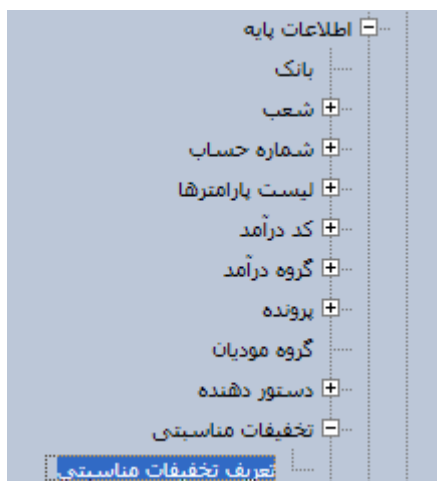 اطلاعات پایه
بانک
شعب
شماره حساب
لیست پارامترها
کد درآمد
گروه درآمد
پرونده
گروه مودیان
دستور دهنده
تخفیفات مناسبتی
تعریف تخفیفات مناسبتی